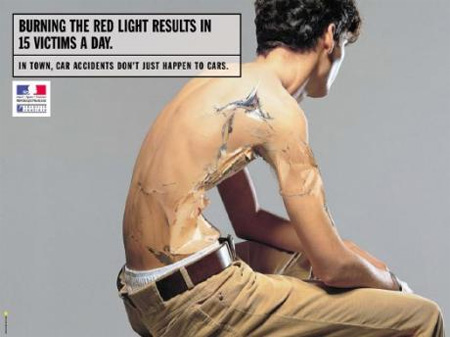 BURNING THE RED LIGHT RESULTS IN
15 VICTIMS A DAY.
IN TOWN, CAR ACCIDENTS DON'T JUST HAPPEN TO CARS.